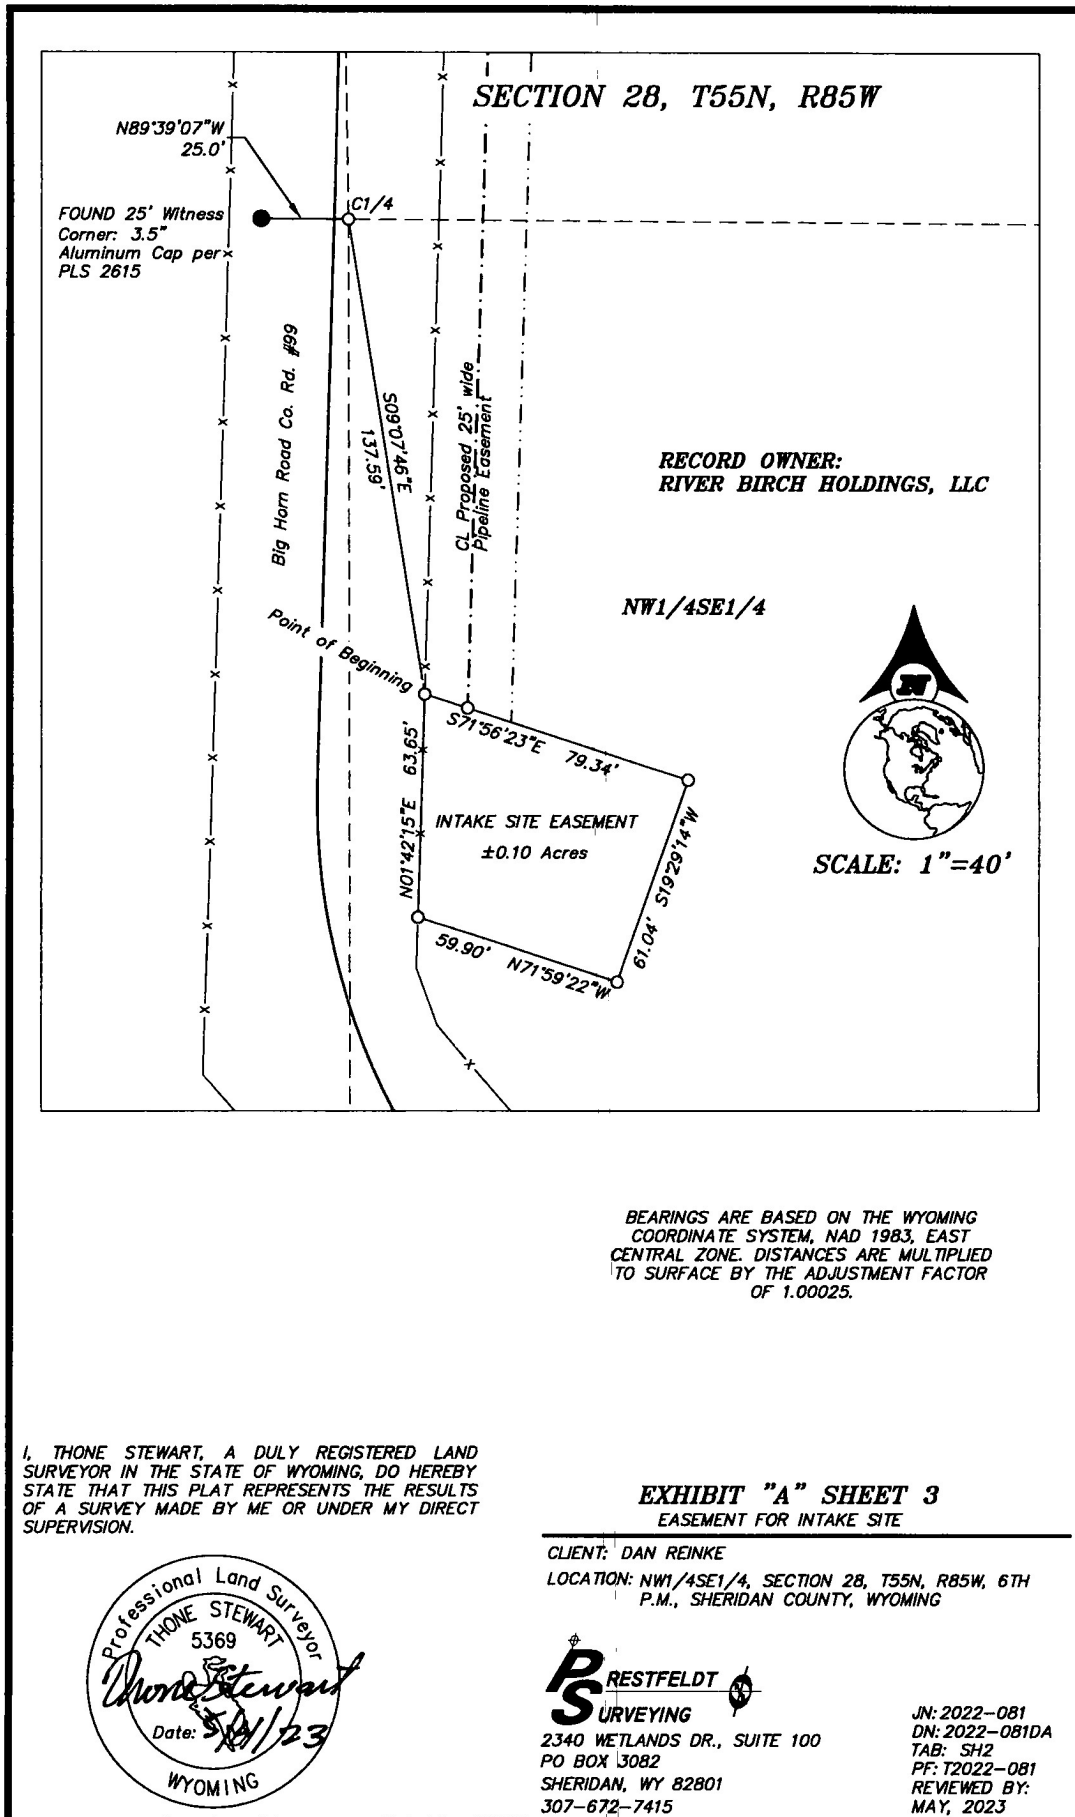 SECTION 28, T55N, R85W
N89°39'07"W
25.0'
C1/4
FOUND 25' Witness
Corner: 3.5"
Aluminum Cap per
PLS 2615
Big Horn Road Co. Rd. #99
S09°07'46"E
137.59'
CL Proposed 25' wide
Pipeline Easement
RECORD OWNER:
RIVER BIRCH HOLDINGS, LLC
NW1/4SE1/4
Point of Beginning
N
S71°56'23"E 79.34'
N01°42'15"E 63.65'
INTAKE SITE EASEMENT
±0.10 Acres
61.04' S19°29'14"W
59.90' N71°59'22"W
SCALE: 1"=40'
BEARINGS ARE BASED ON THE WYOMING
COORDINATE SYSTEM, NAD 1983, EAST
CENTRAL ZONE. DISTANCES ARE MULTIPLIED
TO SURFACE BY THE ADJUSTMENT FACTOR
OF 1.00025.
I, THONE STEWART, A DULY REGISTERED LAND
SURVEYOR IN THE STATE OF WYOMING, DO HEREBY
STATE THAT THIS PLAT REPRESENTS THE RESULTS
OF A SURVEY MADE BY ME OR UNDER MY DIRECT
SUPERVISION.
Professional Land Surveyor
THONE STEWART
5369
Thone Stewart
Date:
WYOMING
EXHIBIT "A" SHEET 3
EASEMENT FOR INTAKE SITE
CLIENT: DAN REINKE
LOCATION: NW1/4SE1/4, SECTION 28, T55N, R85W, 6TH
P.M., SHERIDAN COUNTY, WYOMING
PRESTFELDT
SURVEYING
2340 WETLANDS DR., SUITE 100
PO BOX 3082
SHERIDAN, WY 82801
307-672-7415
JN: 2022-081
DN: 2022-081DA
TAB: SH2
PF: T2022-081
REVIEWED BY:
MAY, 2023